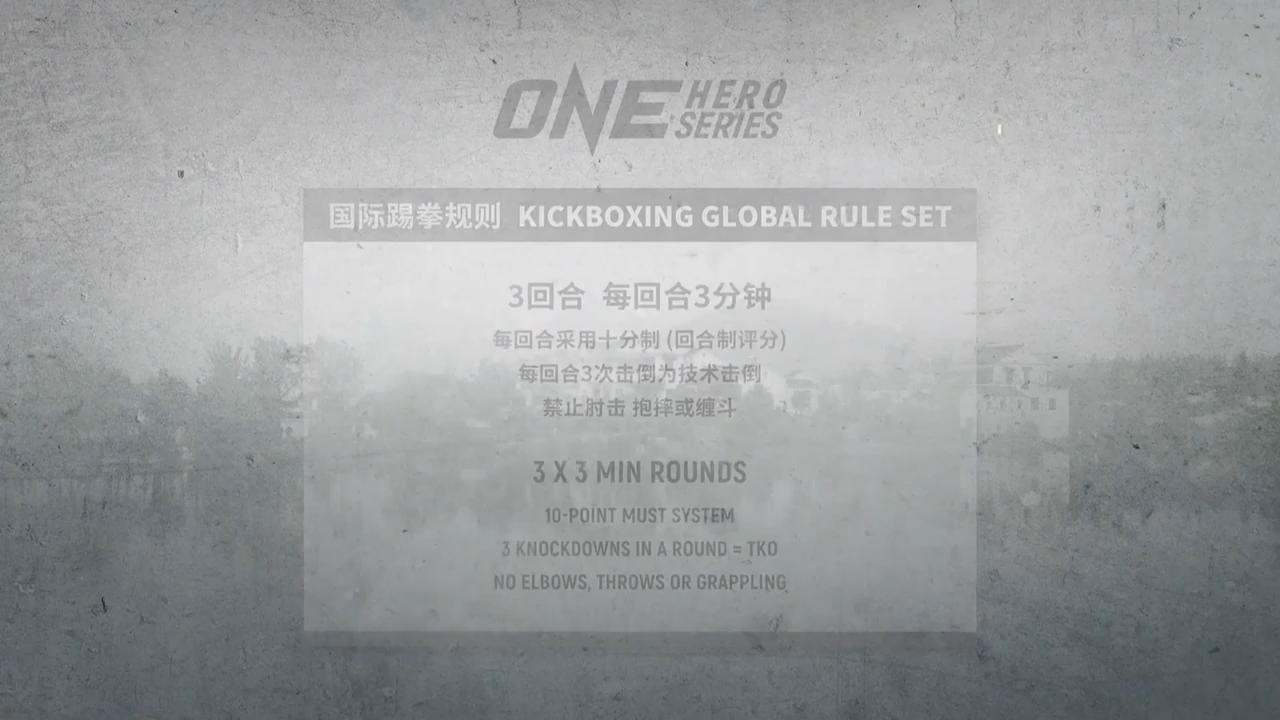 ONE HERO SERIES
国际踢拳规则 KICKBOXING GLOBAL RULE SET
3回合 每回合3分钟
每回合采用十分制 (回合制评分)
每回合3次击倒为技术击倒
禁止肘击 抱摔或缠斗
3 X 3 MIN ROUNDS
10-POINT MUST SYSTEM
3 KNOCKDOWNS IN A ROUND = TKO
NO ELBOWS, THROWS OR GRAPPLING